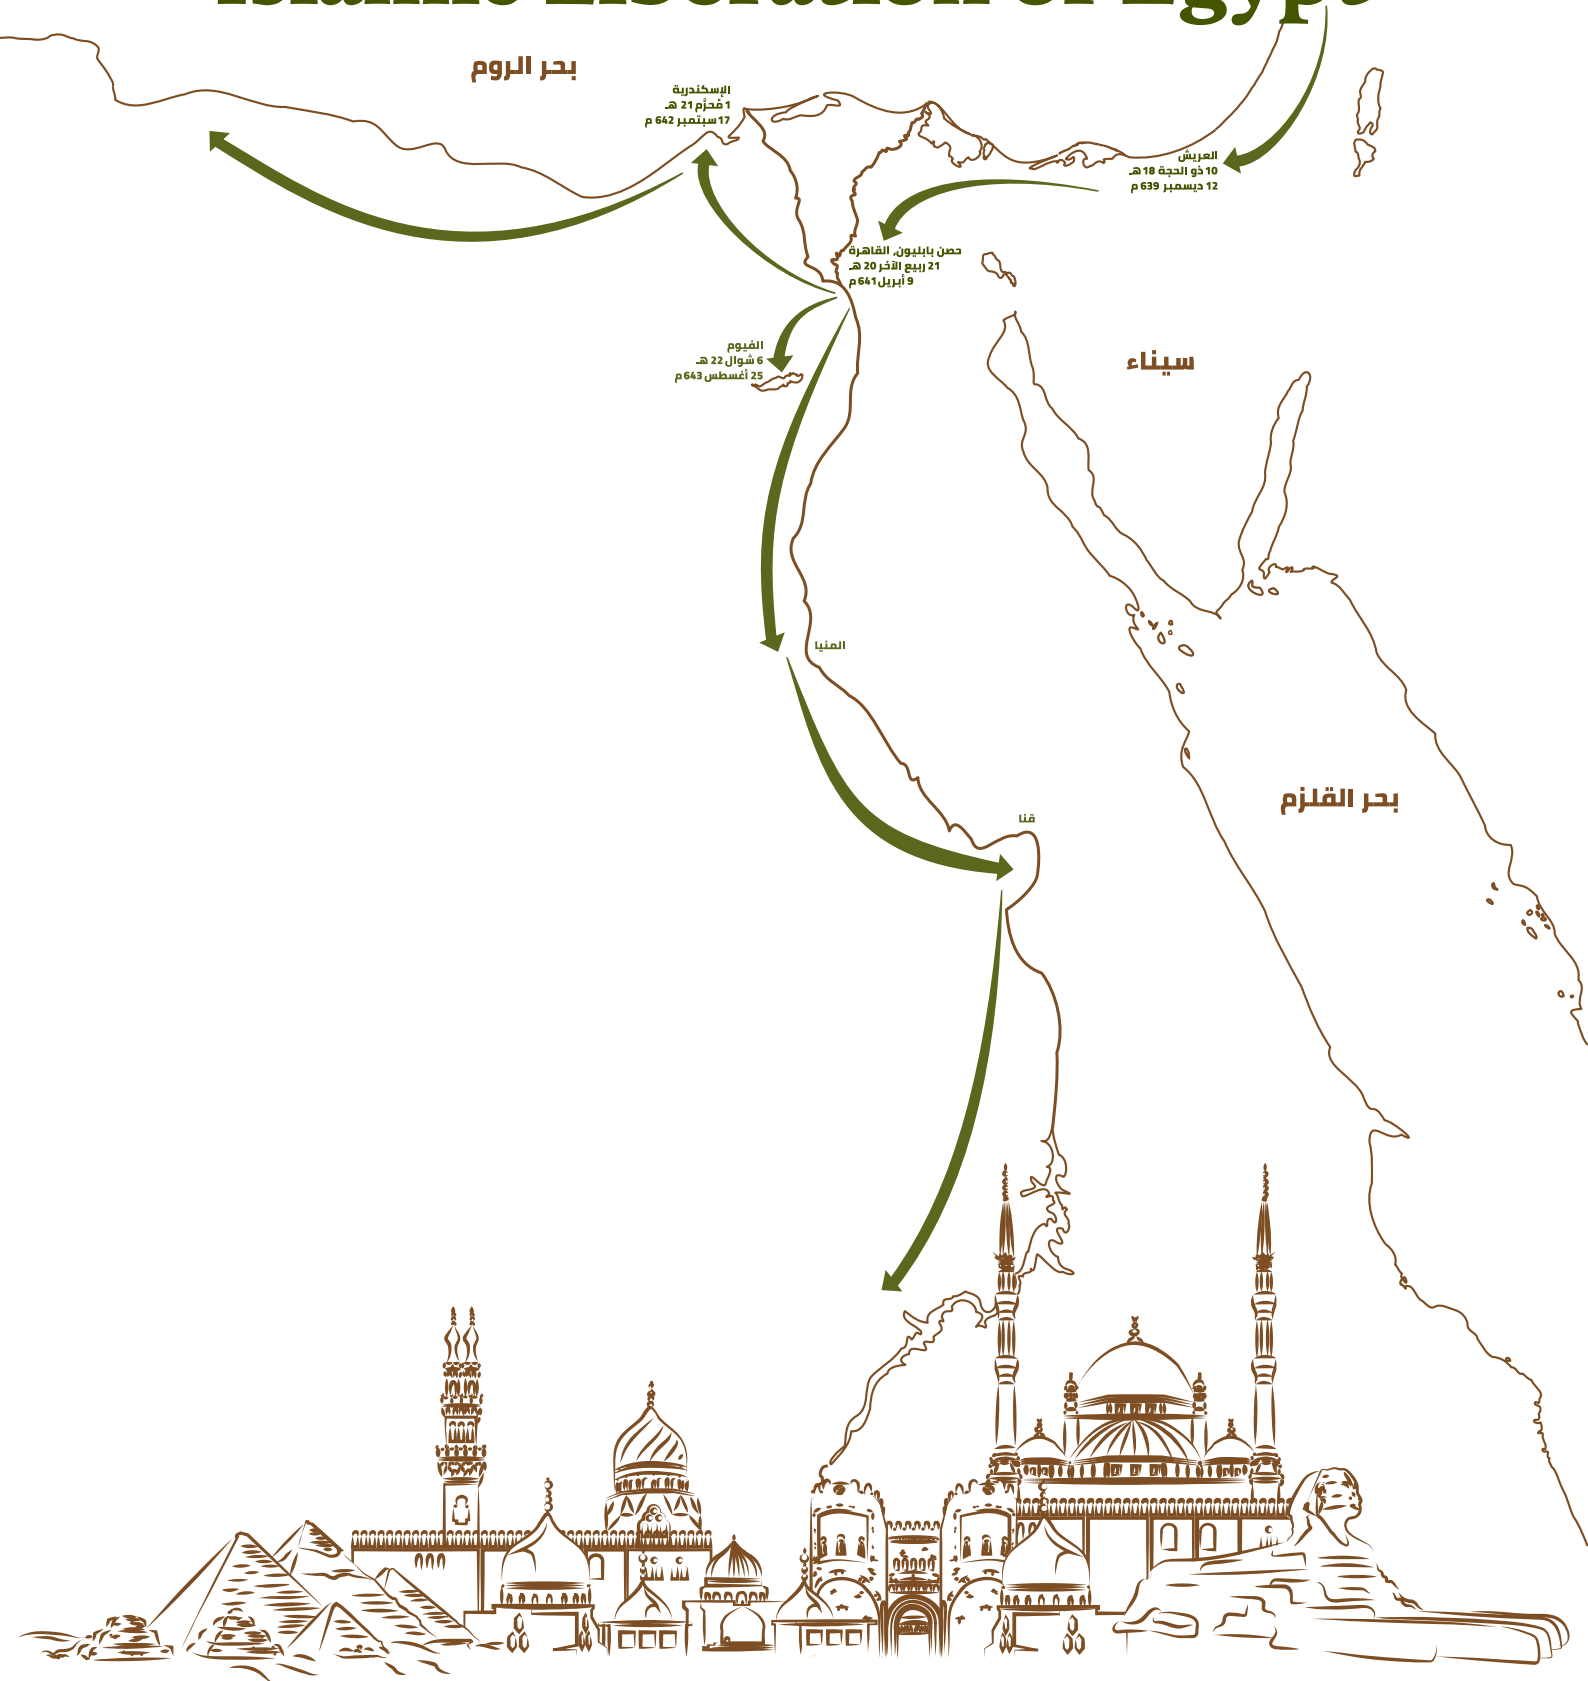 Islamic Liberation of Egypt
بحر الروم
الإسكندرية
1 مُحرَّم 21 هـ
17 سبتمبر 642 م
العريش
10 ذو الحجة 18 هـ
12 ديسمبر 639 م
حصن بابليون, القاهرة
21 ربيع الآخر 20 هـ
9 أبريل 641 م
الفيوم
6 شوال 22 هـ
25 أغسطس 643 م
سيناء
المنيا
بحر القلزم
قنا